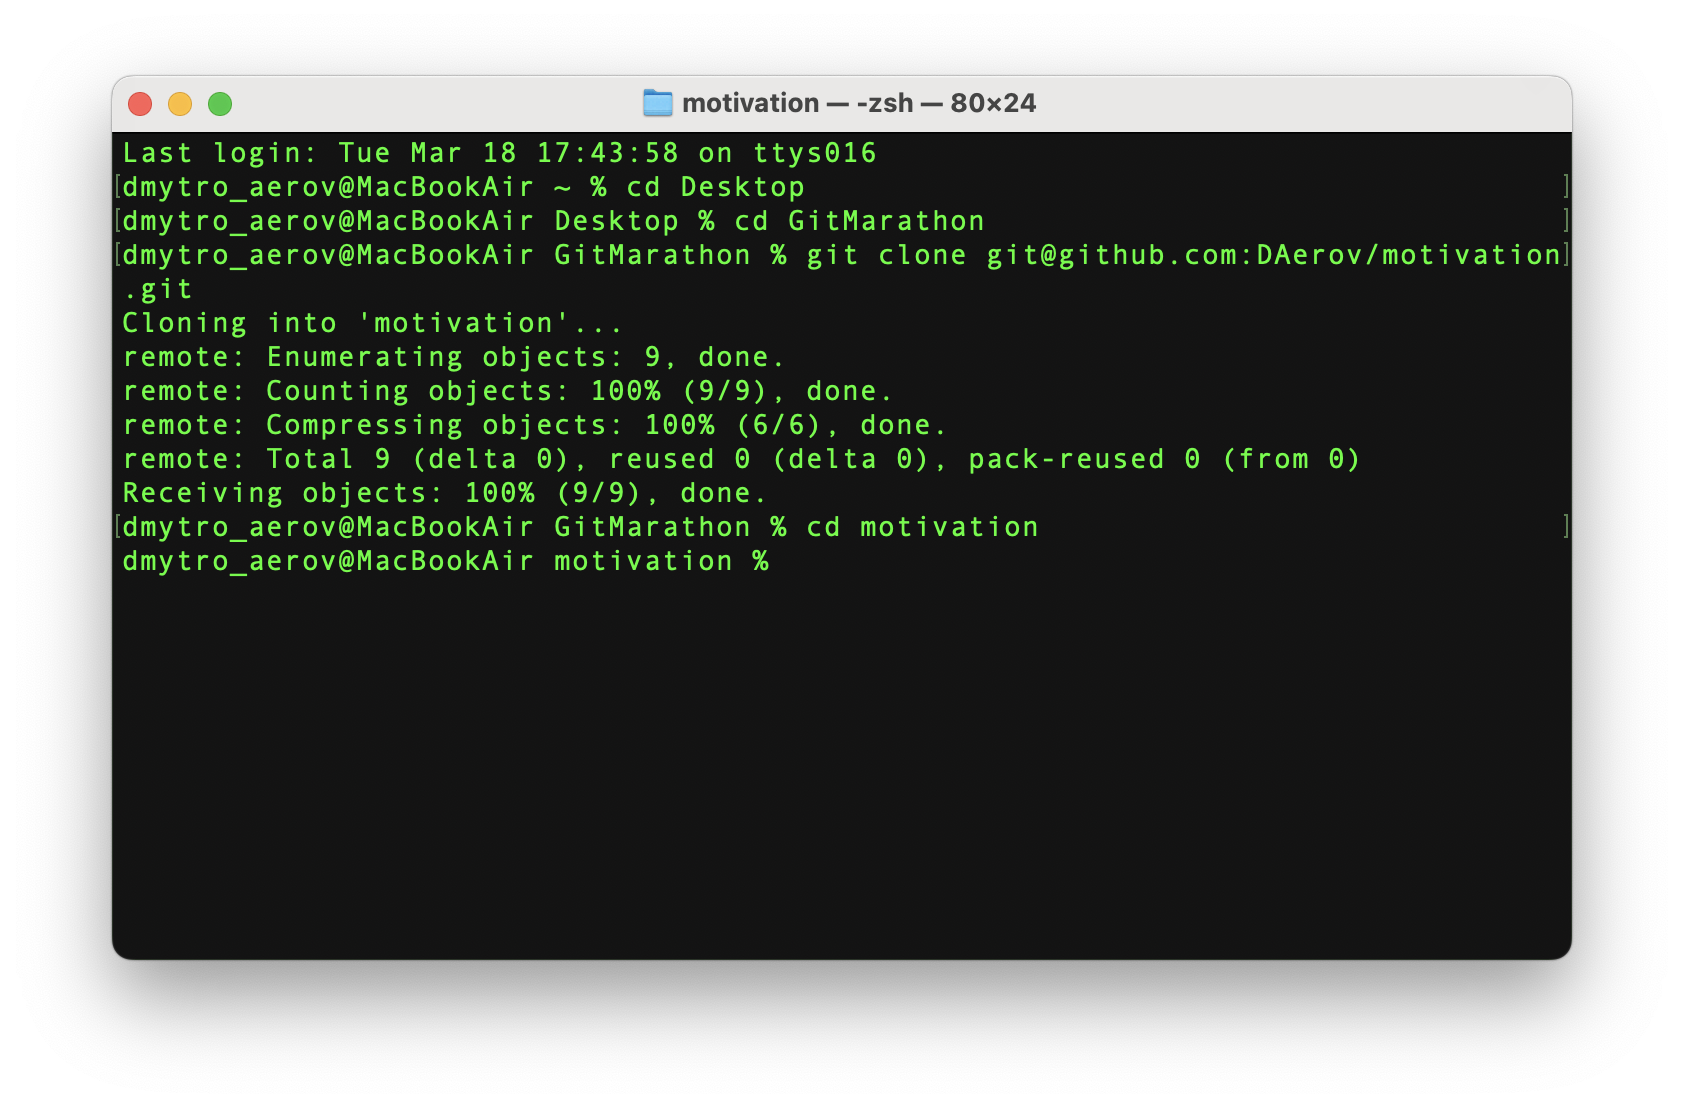 motivation — -zsh — 80×24
Last login: Tue Mar 18 17:43:58 on ttys016
[dmytro_aerov@MacBookAir ~ % cd Desktop ]
[dmytro_aerov@MacBookAir Desktop % cd GitMarathon ]
[dmytro_aerov@MacBookAir GitMarathon % git clone git@github.com:DAerov/motivation]
.git
Cloning into 'motivation'...
remote: Enumerating objects: 9, done.
remote: Counting objects: 100% (9/9), done.
remote: Compressing objects: 100% (6/6), done.
remote: Total 9 (delta 0), reused 0 (delta 0), pack-reused 0 (from 0)
Receiving objects: 100% (9/9), done.
[dmytro_aerov@MacBookAir GitMarathon % cd motivation ]
dmytro_aerov@MacBookAir motivation %